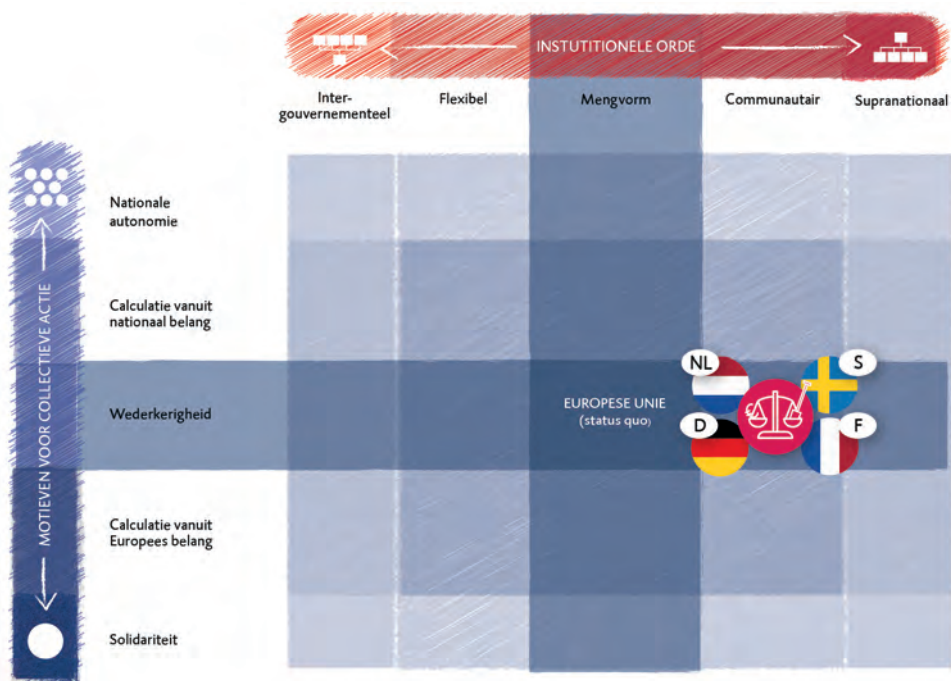 INSTUTITIONELE ORDE
Inter-
gouvernementeel
Flexibel
Mengvorm
Communautair
Supranationaal
MOTIEVEN VOOR COLLECTIEVE ACTIE
Nationale
autonomie
Calculatie vanuit
nationaal belang
Wederkerigheid
EUROPESE UNIE
(status quo)
NL
S
D
F
Calculatie vanuit
Europees belang
Solidariteit